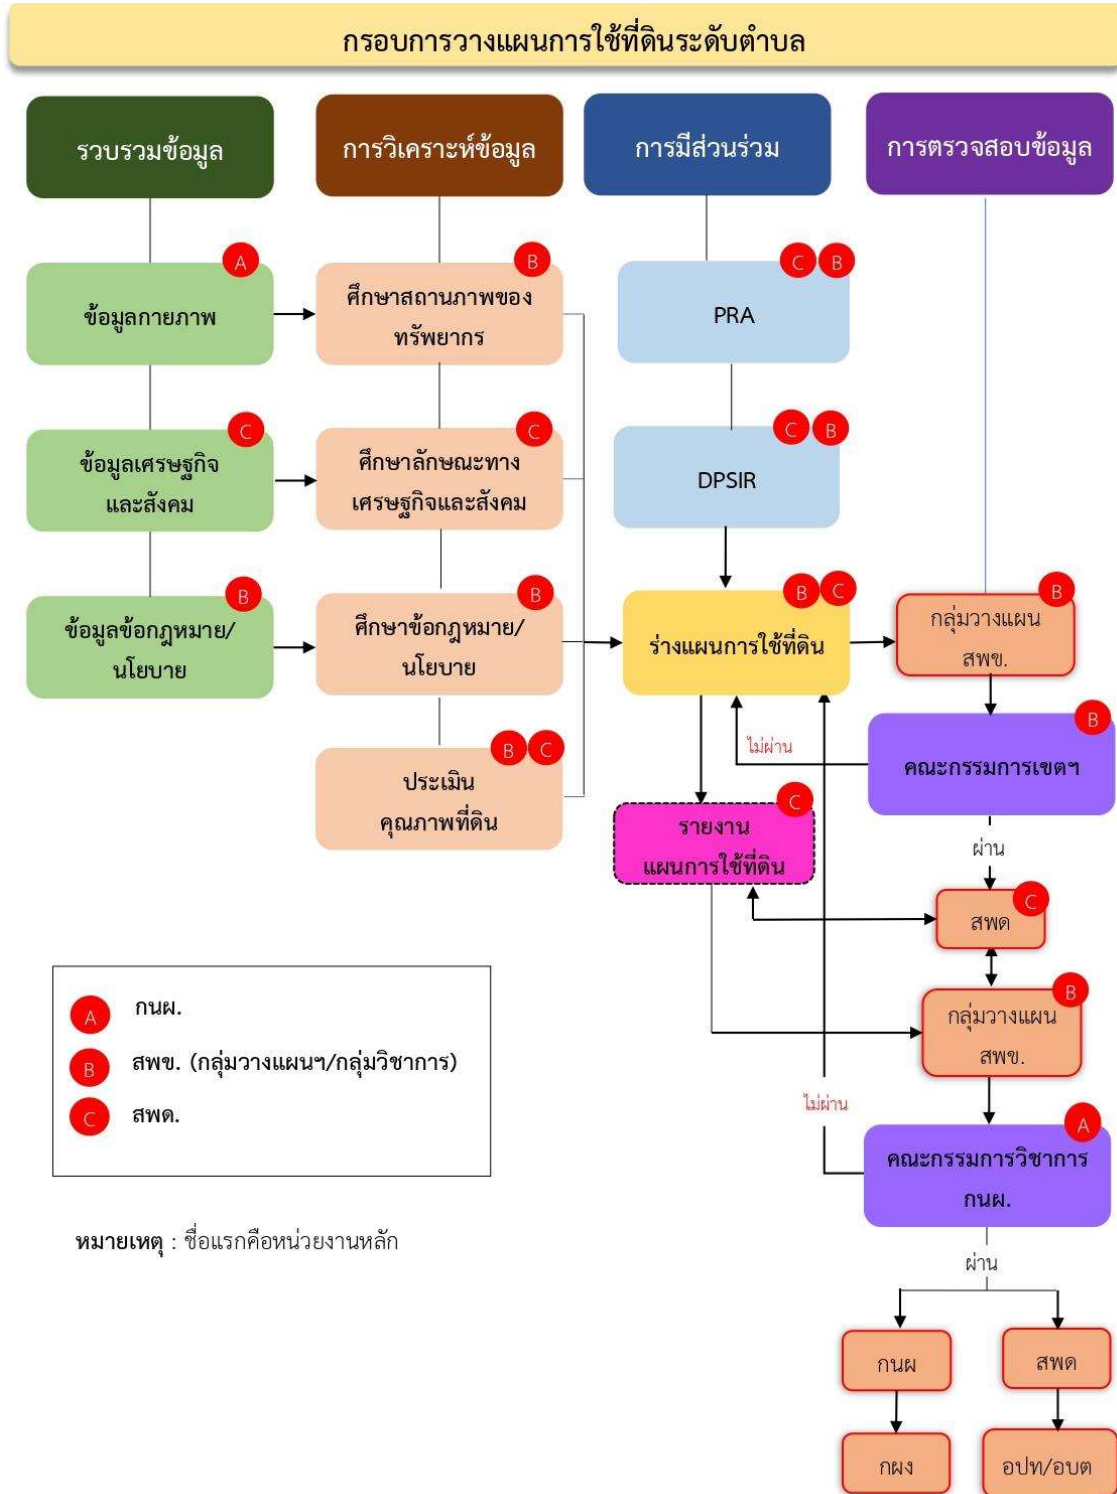 กรอบการวางแผนการใช้ที่ดินระดับตำบล
รวบรวมข้อมูล
การวิเคราะห์ข้อมูล
การมีส่วนร่วม
การตรวจสอบข้อมูล
A
B
C B
ข้อมูลกายภาพ
ศึกษาสถานภาพของ
ทรัพยากร
PRA
C
C
C B
ข้อมูลเศรษฐกิจ
และสังคม
ศึกษาลักษณะทาง
เศรษฐกิจและสังคม
DPSIR
B
B
B C
B
ข้อมูลข้อกฎหมาย/
นโยบาย
ศึกษาข้อกฎหมาย/
นโยบาย
ร่างแผนการใช้ที่ดิน
กลุ่มวางแผน
สพข.
B C
B
ประเมิน
คุณภาพที่ดิน
ไม่ผ่าน
คณะกรรมการเขตฯ
C
รายงาน
แผนการใช้ที่ดิน
ผ่าน
C
สพด
B
กลุ่มวางแผน
สพข.
A กนผ.
B สพข. (กลุ่มวางแผนฯ/กลุ่มวิชาการ)
C สพด.
ไม่ผ่าน
A
คณะกรรมการวิชาการ
กนผ.
หมายเหตุ : ชื่อแรกคือหน่วยงานหลัก
ผ่าน
กนผ
สพด
กผง
อปท/อบต